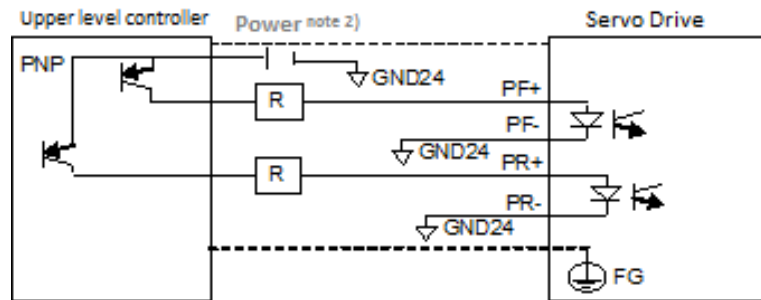 Upper level controller
Power note 2)
Servo Drive
PNP
GND24
R
PF+
PF-
GND24
R
PR+
PR-
GND24
FG